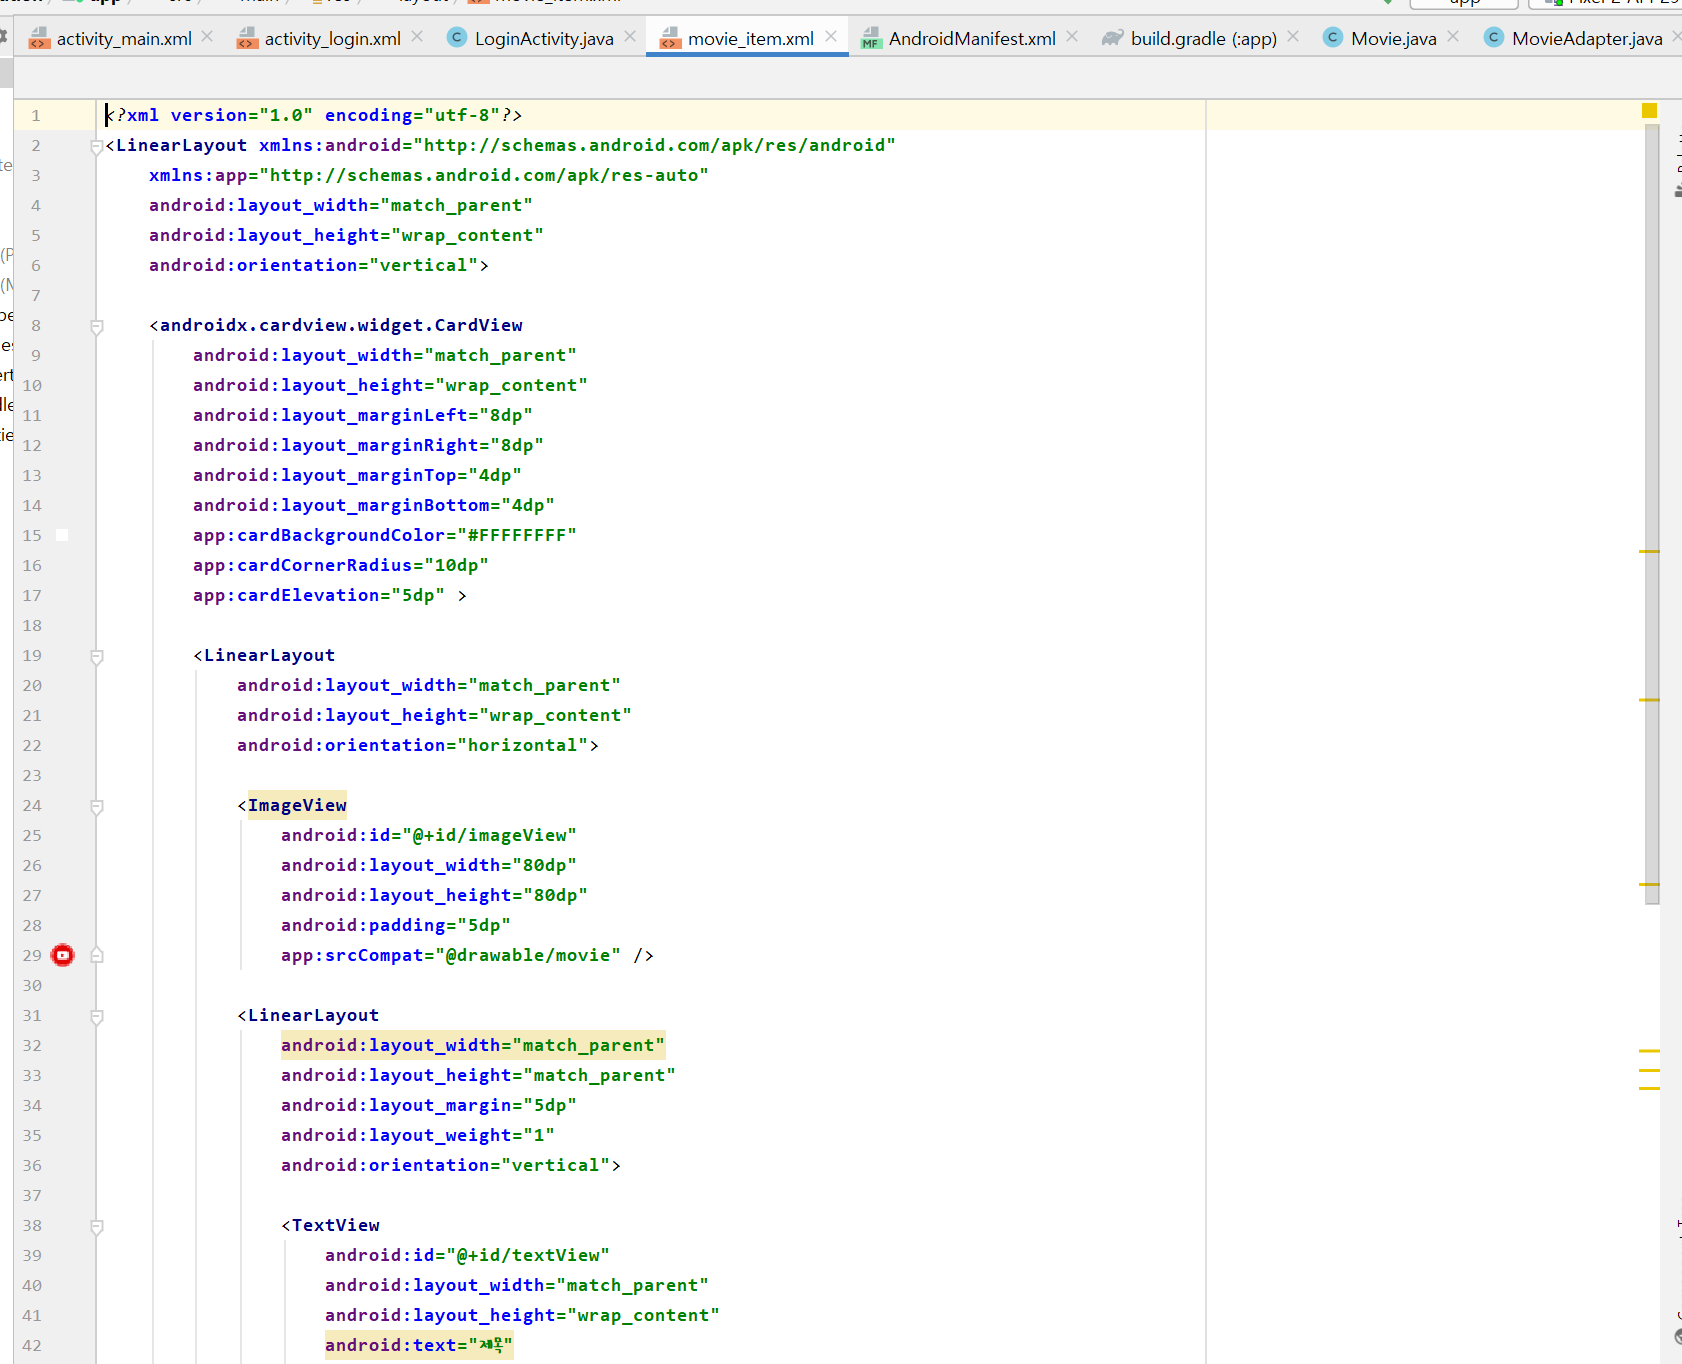 activity_main.xml activity_login.xml LoginActivity.java movie_item.xml AndroidManifest.xml build.gradle (:app) Movie.java MovieAdapter.java
1 <?xml version="1.0" encoding="utf-8"?>
2 <LinearLayout xmlns:android="http://schemas.android.com/apk/res/android"
3 xmlns:app="http://schemas.android.com/apk/res-auto"
4 android:layout_width="match_parent"
5 android:layout_height="wrap_content"
6 android:orientation="vertical">
7
8 <androidx.cardview.widget.CardView
9 android:layout_width="match_parent"
10 android:layout_height="wrap_content"
11 android:layout_marginLeft="8dp"
12 android:layout_marginRight="8dp"
13 android:layout_marginTop="4dp"
14 android:layout_marginBottom="4dp"
15 app:cardBackgroundColor="#FFFFFFFF"
16 app:cardCornerRadius="10dp"
17 app:cardElevation="5dp" >
18
19 <LinearLayout
20 android:layout_width="match_parent"
21 android:layout_height="wrap_content"
22 android:orientation="horizontal">
23
24 <ImageView
25 android:id="@+id/imageView"
26 android:layout_width="80dp"
27 android:layout_height="80dp"
28 android:padding="5dp"
29 app:srcCompat="@drawable/movie" />
30
31 <LinearLayout
32 android:layout_width="match_parent"
33 android:layout_height="match_parent"
34 android:layout_margin="5dp"
35 android:layout_weight="1"
36 android:orientation="vertical">
37
38 <TextView
39 android:id="@+id/textView"
40 android:layout_width="match_parent"
41 android:layout_height="wrap_content"
42 android:text="제목"